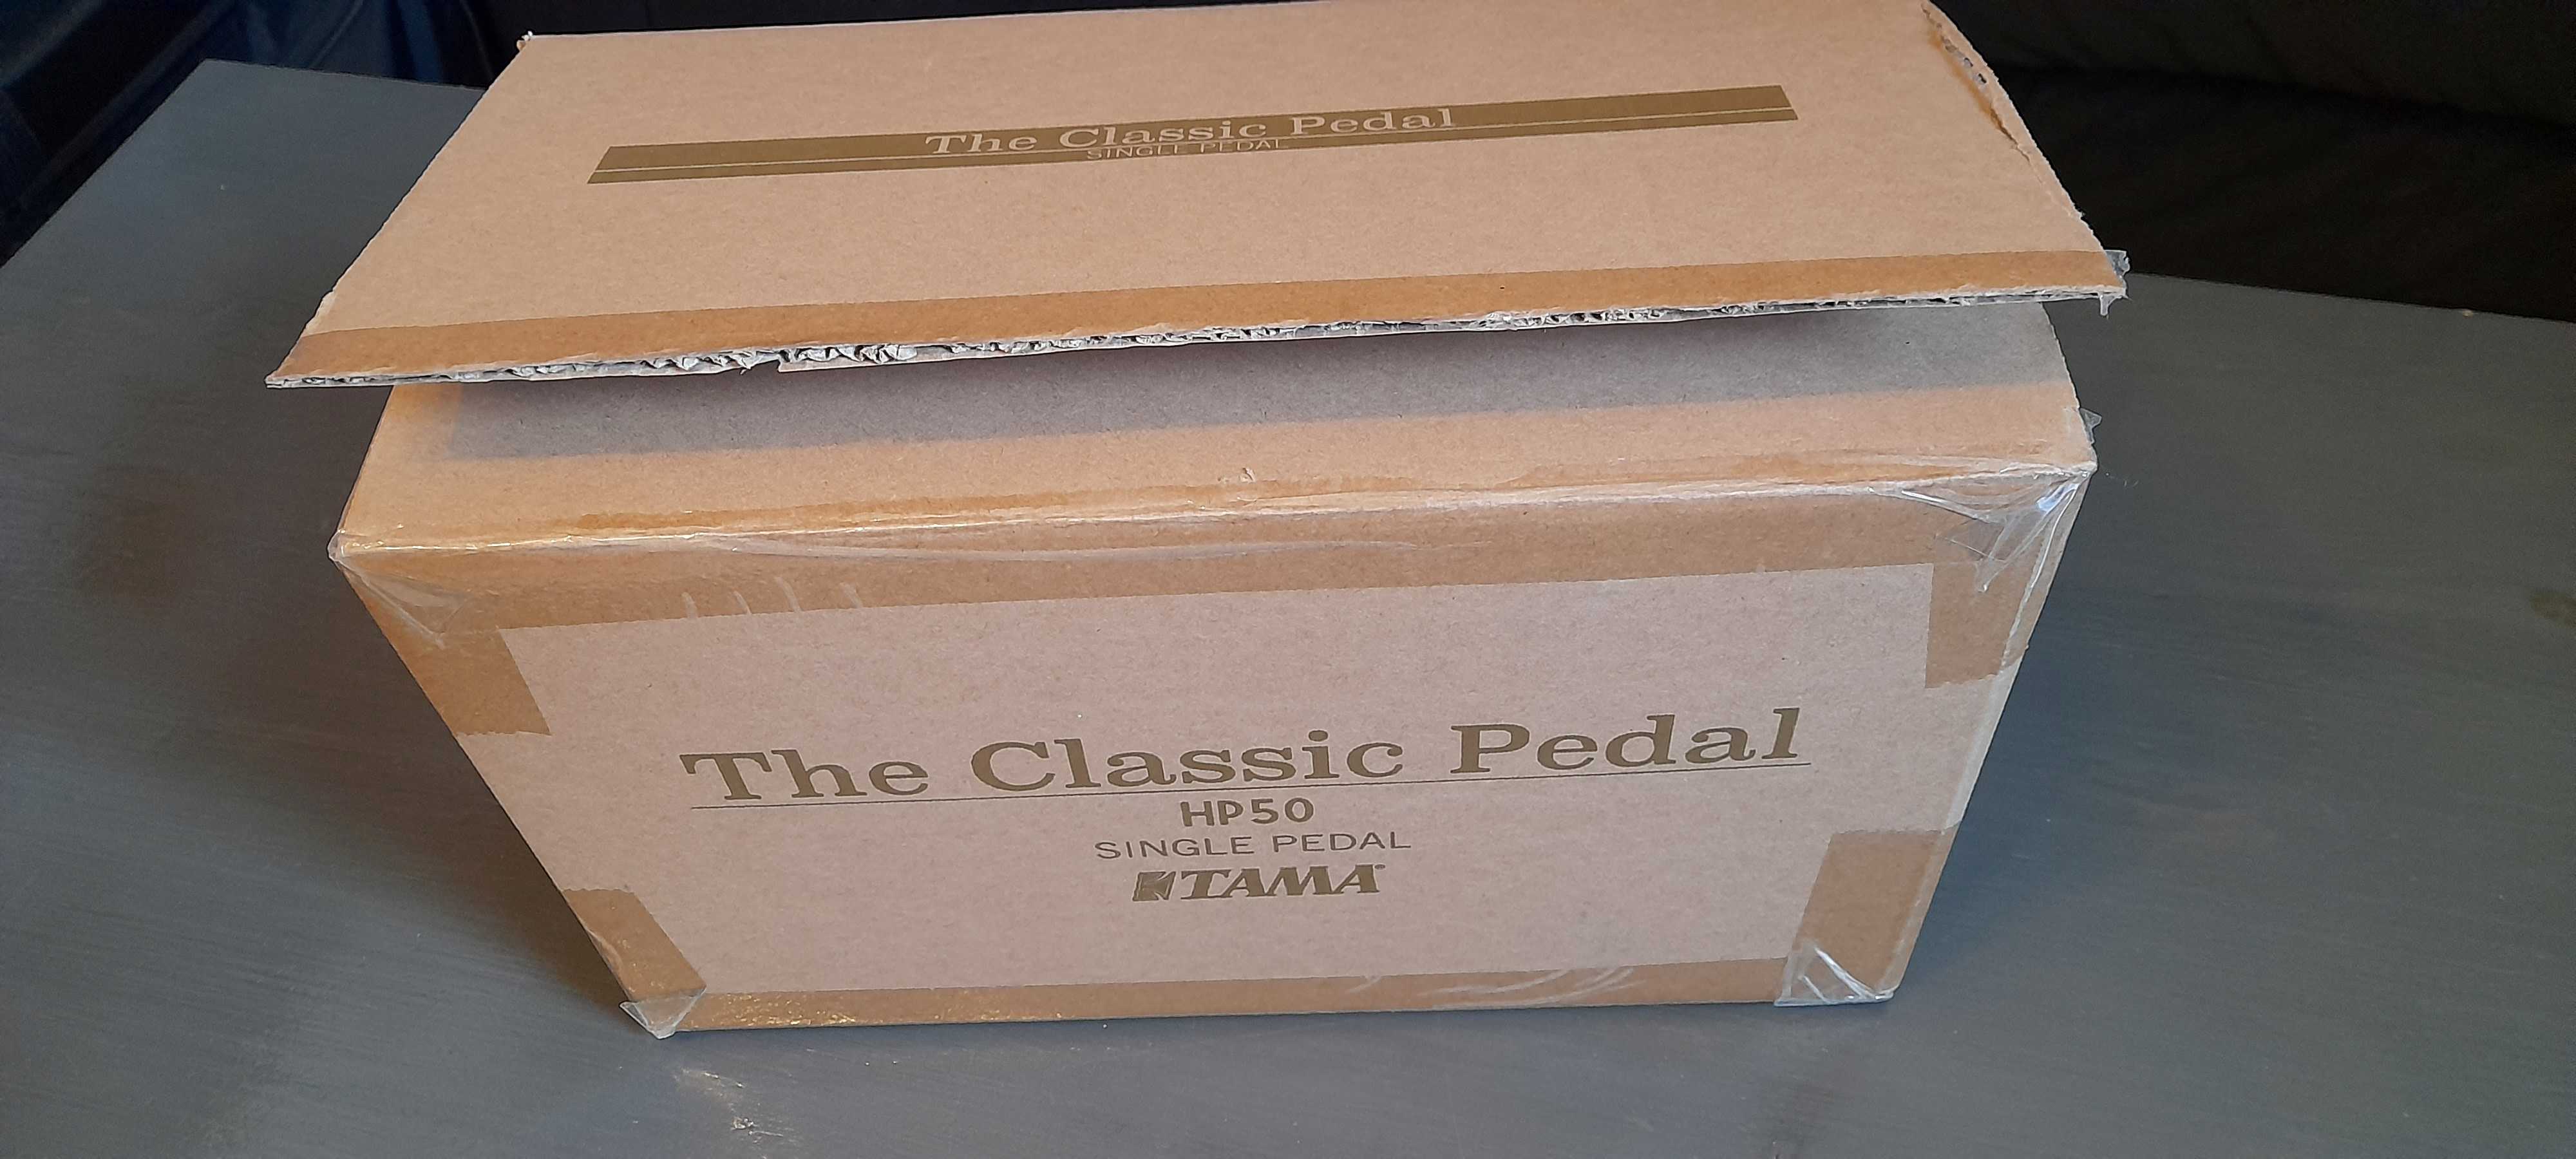 The Classic Pedal
SINGLE PEDAL
The Classic Pedal
HP50
SINGLE PEDAL
TAMA